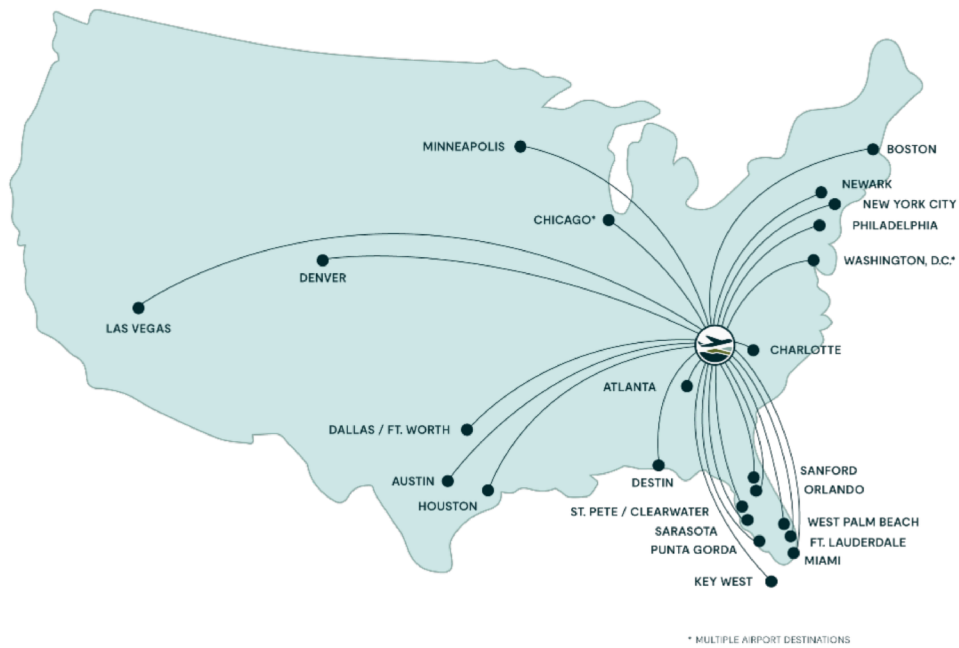 MINNEAPOLIS
BOSTON
NEWARK
NEW YORK CITY
CHICAGO*
PHILADELPHIA
WASHINGTON, D.C.*
DENVER
LAS VEGAS
CHARLOTTE
ATLANTA
DALLAS / FT. WORTH
SANFORD
AUSTIN
DESTIN
ORLANDO
HOUSTON
ST. PETE / CLEARWATER
WEST PALM BEACH
SARASOTA
FT. LAUDERDALE
PUNTA GORDA
MIAMI
KEY WEST
* MULTIPLE AIRPORT DESTINATIONS